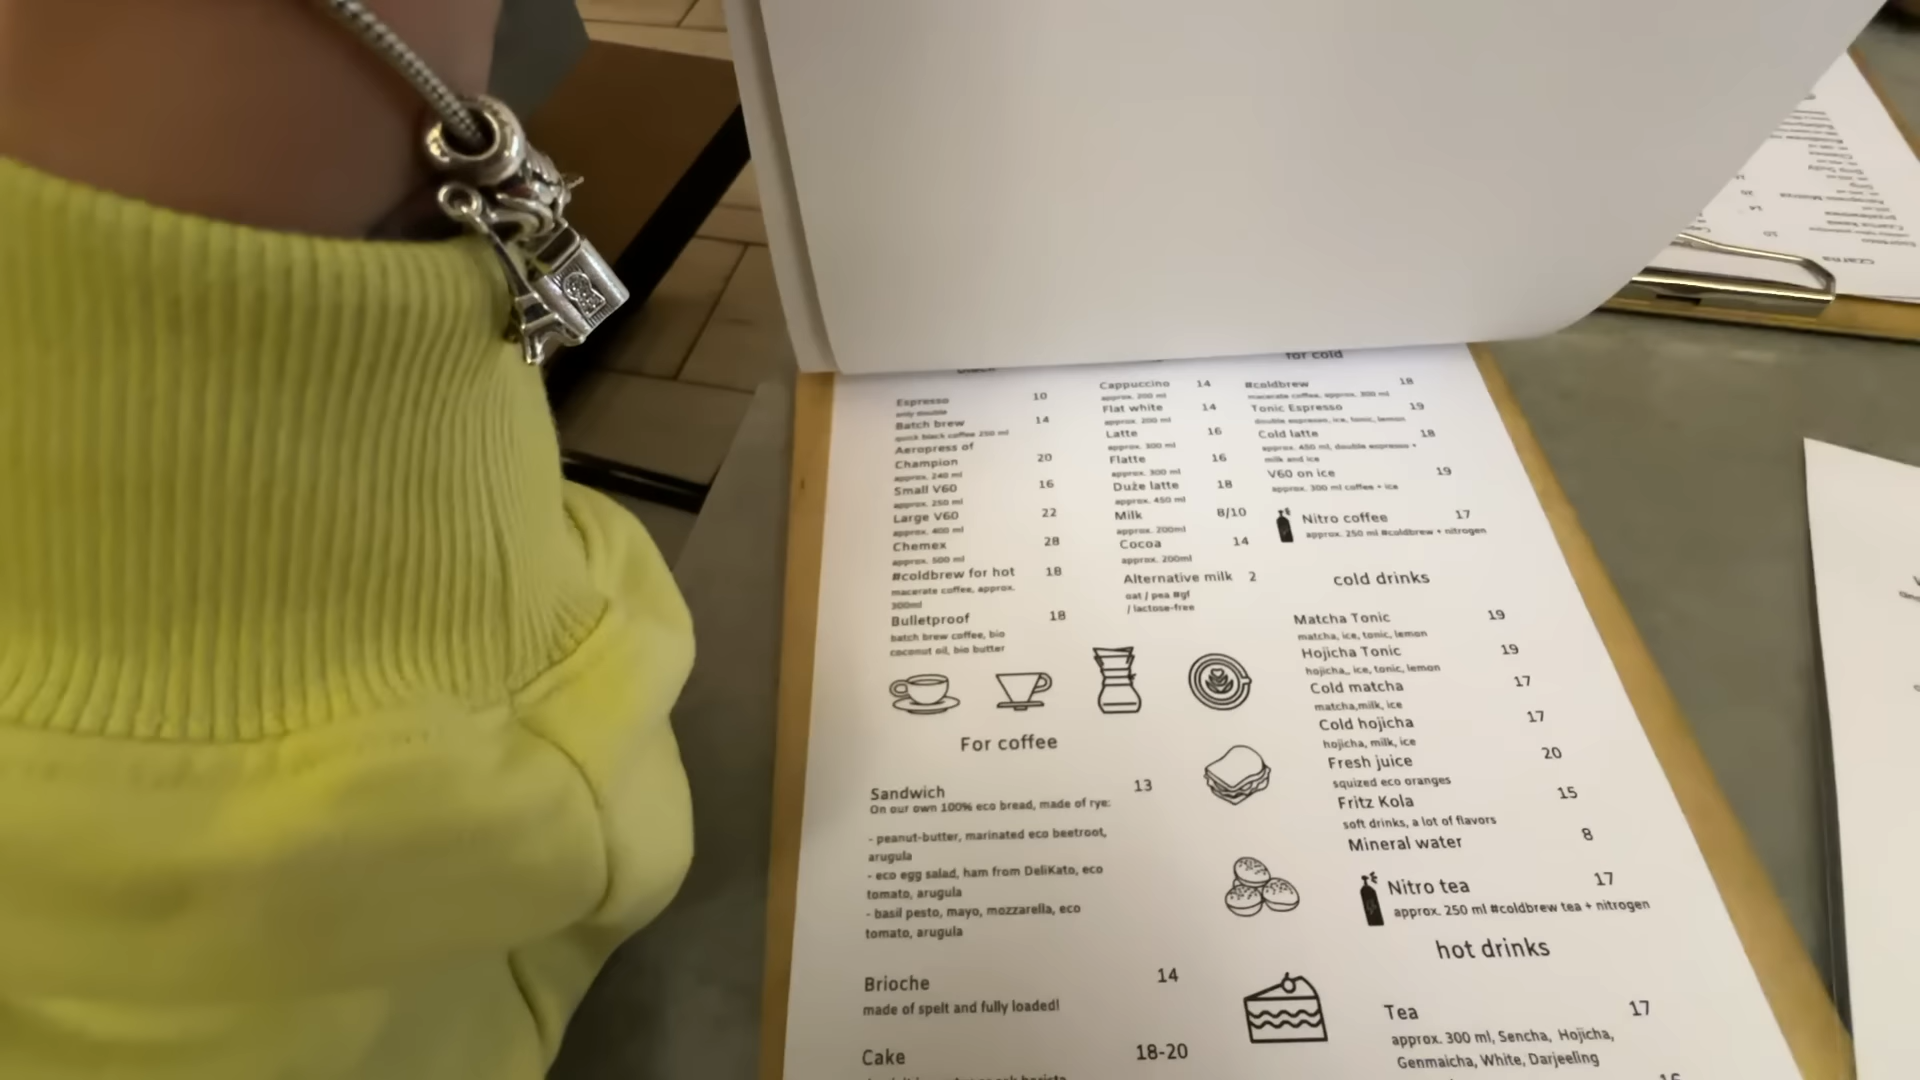 for cold
Espresso 10
only double
Batch brew 14
quick black coffee 250 ml
Aeropress of
Champion 20
approx. 240 ml
Small V60 16
approx. 250 ml
Large V60 22
approx. 400 ml
Chemex 28
approx. 500 ml
#coldbrew for hot 18
macerate coffee, approx.
300ml
Bulletproof 18
batch brew coffee, bio
coconut oil, bio butter
Cappuccino 14
approx. 200 ml
Flat white 14
approx. 200 ml
Latte 16
approx. 300 ml
Flatte 16
approx. 300 ml
Duże latte 18
approx. 450 ml
Milk 8/10
approx. 200ml
Cocoa 14
approx. 200ml
Alternative milk 2
oat / pea #gf
/ lactose-free
#coldbrew 18
macerate coffee, approx. 300 ml
Tonic Espresso 19
double espresso, ice, tonic, lemon
Cold latte 18
approx. 450 ml, double espresso +
milk and ice
V60 on ice 19
approx. 300 ml coffee + ice
Nitro coffee 17
approx. 250 ml #coldbrew + nitrogen
cold drinks
Matcha Tonic 19
matcha, ice, tonic, lemon
Hojicha Tonic 19
hojicha,, ice, tonic, lemon
Cold matcha 17
matcha,milk, ice
Cold hojicha 17
hojicha, milk, ice
Fresh juice 20
squized eco oranges
Fritz Kola 15
soft drinks, a lot of flavors
Mineral water 8
Nitro tea 17
approx. 250 ml #coldbrew tea + nitrogen
hot drinks
Tea 17
approx. 300 ml, Sencha, Hojicha,
Genmaicha, White, Darjeeling
For coffee
Sandwich 13
On our own 100% eco bread, made of rye:
- peanut-butter, marinated eco beetroot,
arugula
- eco egg salad, ham from DeliKato, eco
tomato, arugula
- basil pesto, mayo, mozzarella, eco
tomato, arugula
Brioche 14
made of spelt and fully loaded!
Cake 18-20